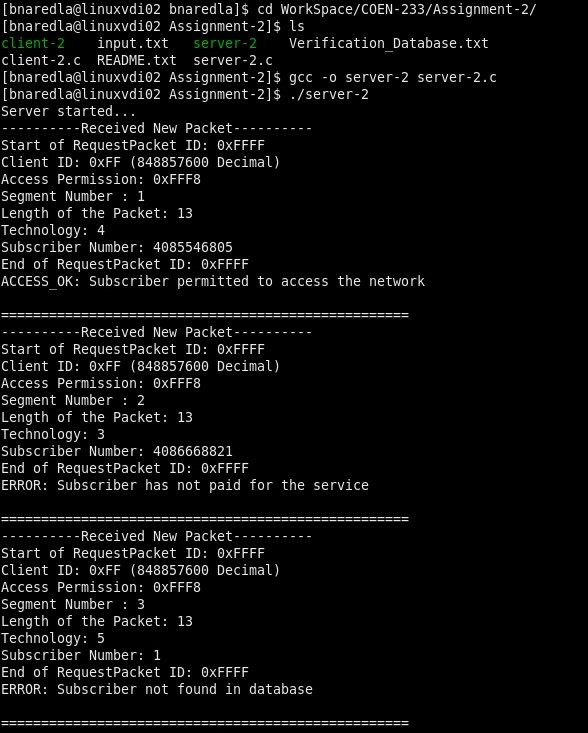 [bnaredla@linuxvdi02 bnaredla]$ cd WorkSpace/COEN-233/Assignment-2/
[bnaredla@linuxvdi02 Assignment-2]$ ls
client-2    input.txt   server-2    Verification_Database.txt
client-2.c  README.txt  server-2.c
[bnaredla@linuxvdi02 Assignment-2]$ gcc -o server-2 server-2.c
[bnaredla@linuxvdi02 Assignment-2]$ ./server-2
Server started...
----------Received New Packet----------
Start of RequestPacket ID: 0xFFFF
Client ID: 0xFF (848857600 Decimal)
Access Permission: 0xFFF8
Segment Number : 1
Length of the Packet: 13
Technology: 4
Subscriber Number: 4085546805
End of RequestPacket ID: 0xFFFF
ACCESS_OK: Subscriber permitted to access the network
===================================================
----------Received New Packet----------
Start of RequestPacket ID: 0xFFFF
Client ID: 0xFF (848857600 Decimal)
Access Permission: 0xFFF8
Segment Number : 2
Length of the Packet: 13
Technology: 3
Subscriber Number: 4086668821
End of RequestPacket ID: 0xFFFF
ERROR: Subscriber has not paid for the service
===================================================
----------Received New Packet----------
Start of RequestPacket ID: 0xFFFF
Client ID: 0xFF (848857600 Decimal)
Access Permission: 0xFFF8
Segment Number : 3
Length of the Packet: 13
Technology: 5
Subscriber Number: 1
End of RequestPacket ID: 0xFFFF
ERROR: Subscriber not found in database
===================================================